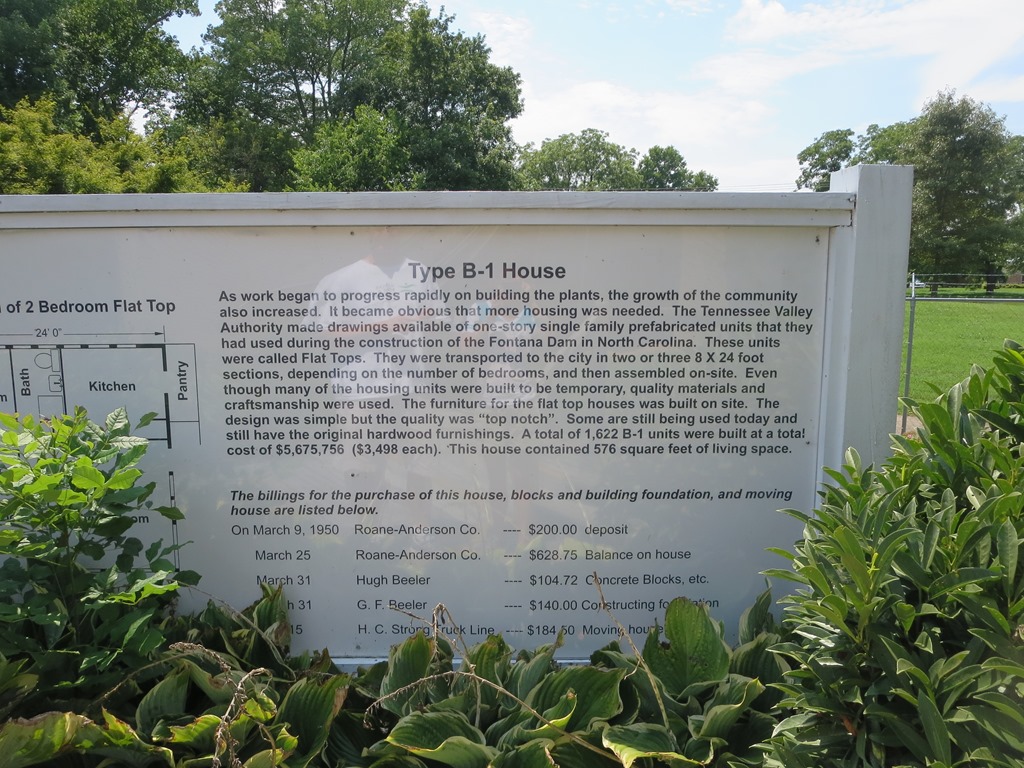 of 2 Bedroom Flat Top
24' 0"
Bath
Kitchen
Pantry
Type B-1 House
As work began to progress rapidly on building the plants, the growth of the community
also increased. It became obvious that more housing was needed. The Tennessee Valley
Authority made drawings available of one-story single family prefabricated units that they
had used during the construction of the Fontana Dam in North Carolina. These units
were called Flat Tops. They were transported to the city in two or three 8 X 24 foot
sections, depending on the number of bedrooms, and then assembled on-site. Even
though many of the housing units were built to be temporary, quality materials and
craftsmanship were used. The furniture for the flat top houses was built on site. The
design was simple but the quality was "top notch". Some are still being used today and
still have the original hardwood furnishings. A total of 1,622 B-1 units were built at a total
cost of $5,675,756 ($3,498 each). This house contained 576 square feet of living space.
The billings for the purchase of this house, blocks and building foundation, and moving
house are listed below.
On March 9, 1950 Roane-Anderson Co. ---- $200.00 deposit
March 25 Roane-Anderson Co. ---- $628.75 Balance on house
March 31 Hugh Beeler ---- $104.72 Concrete Blocks, etc.
31 G. F. Beeler ---- $140.00 Constructing foundation
15 H. C. Strong Truck Line ---- $184.50 Moving house